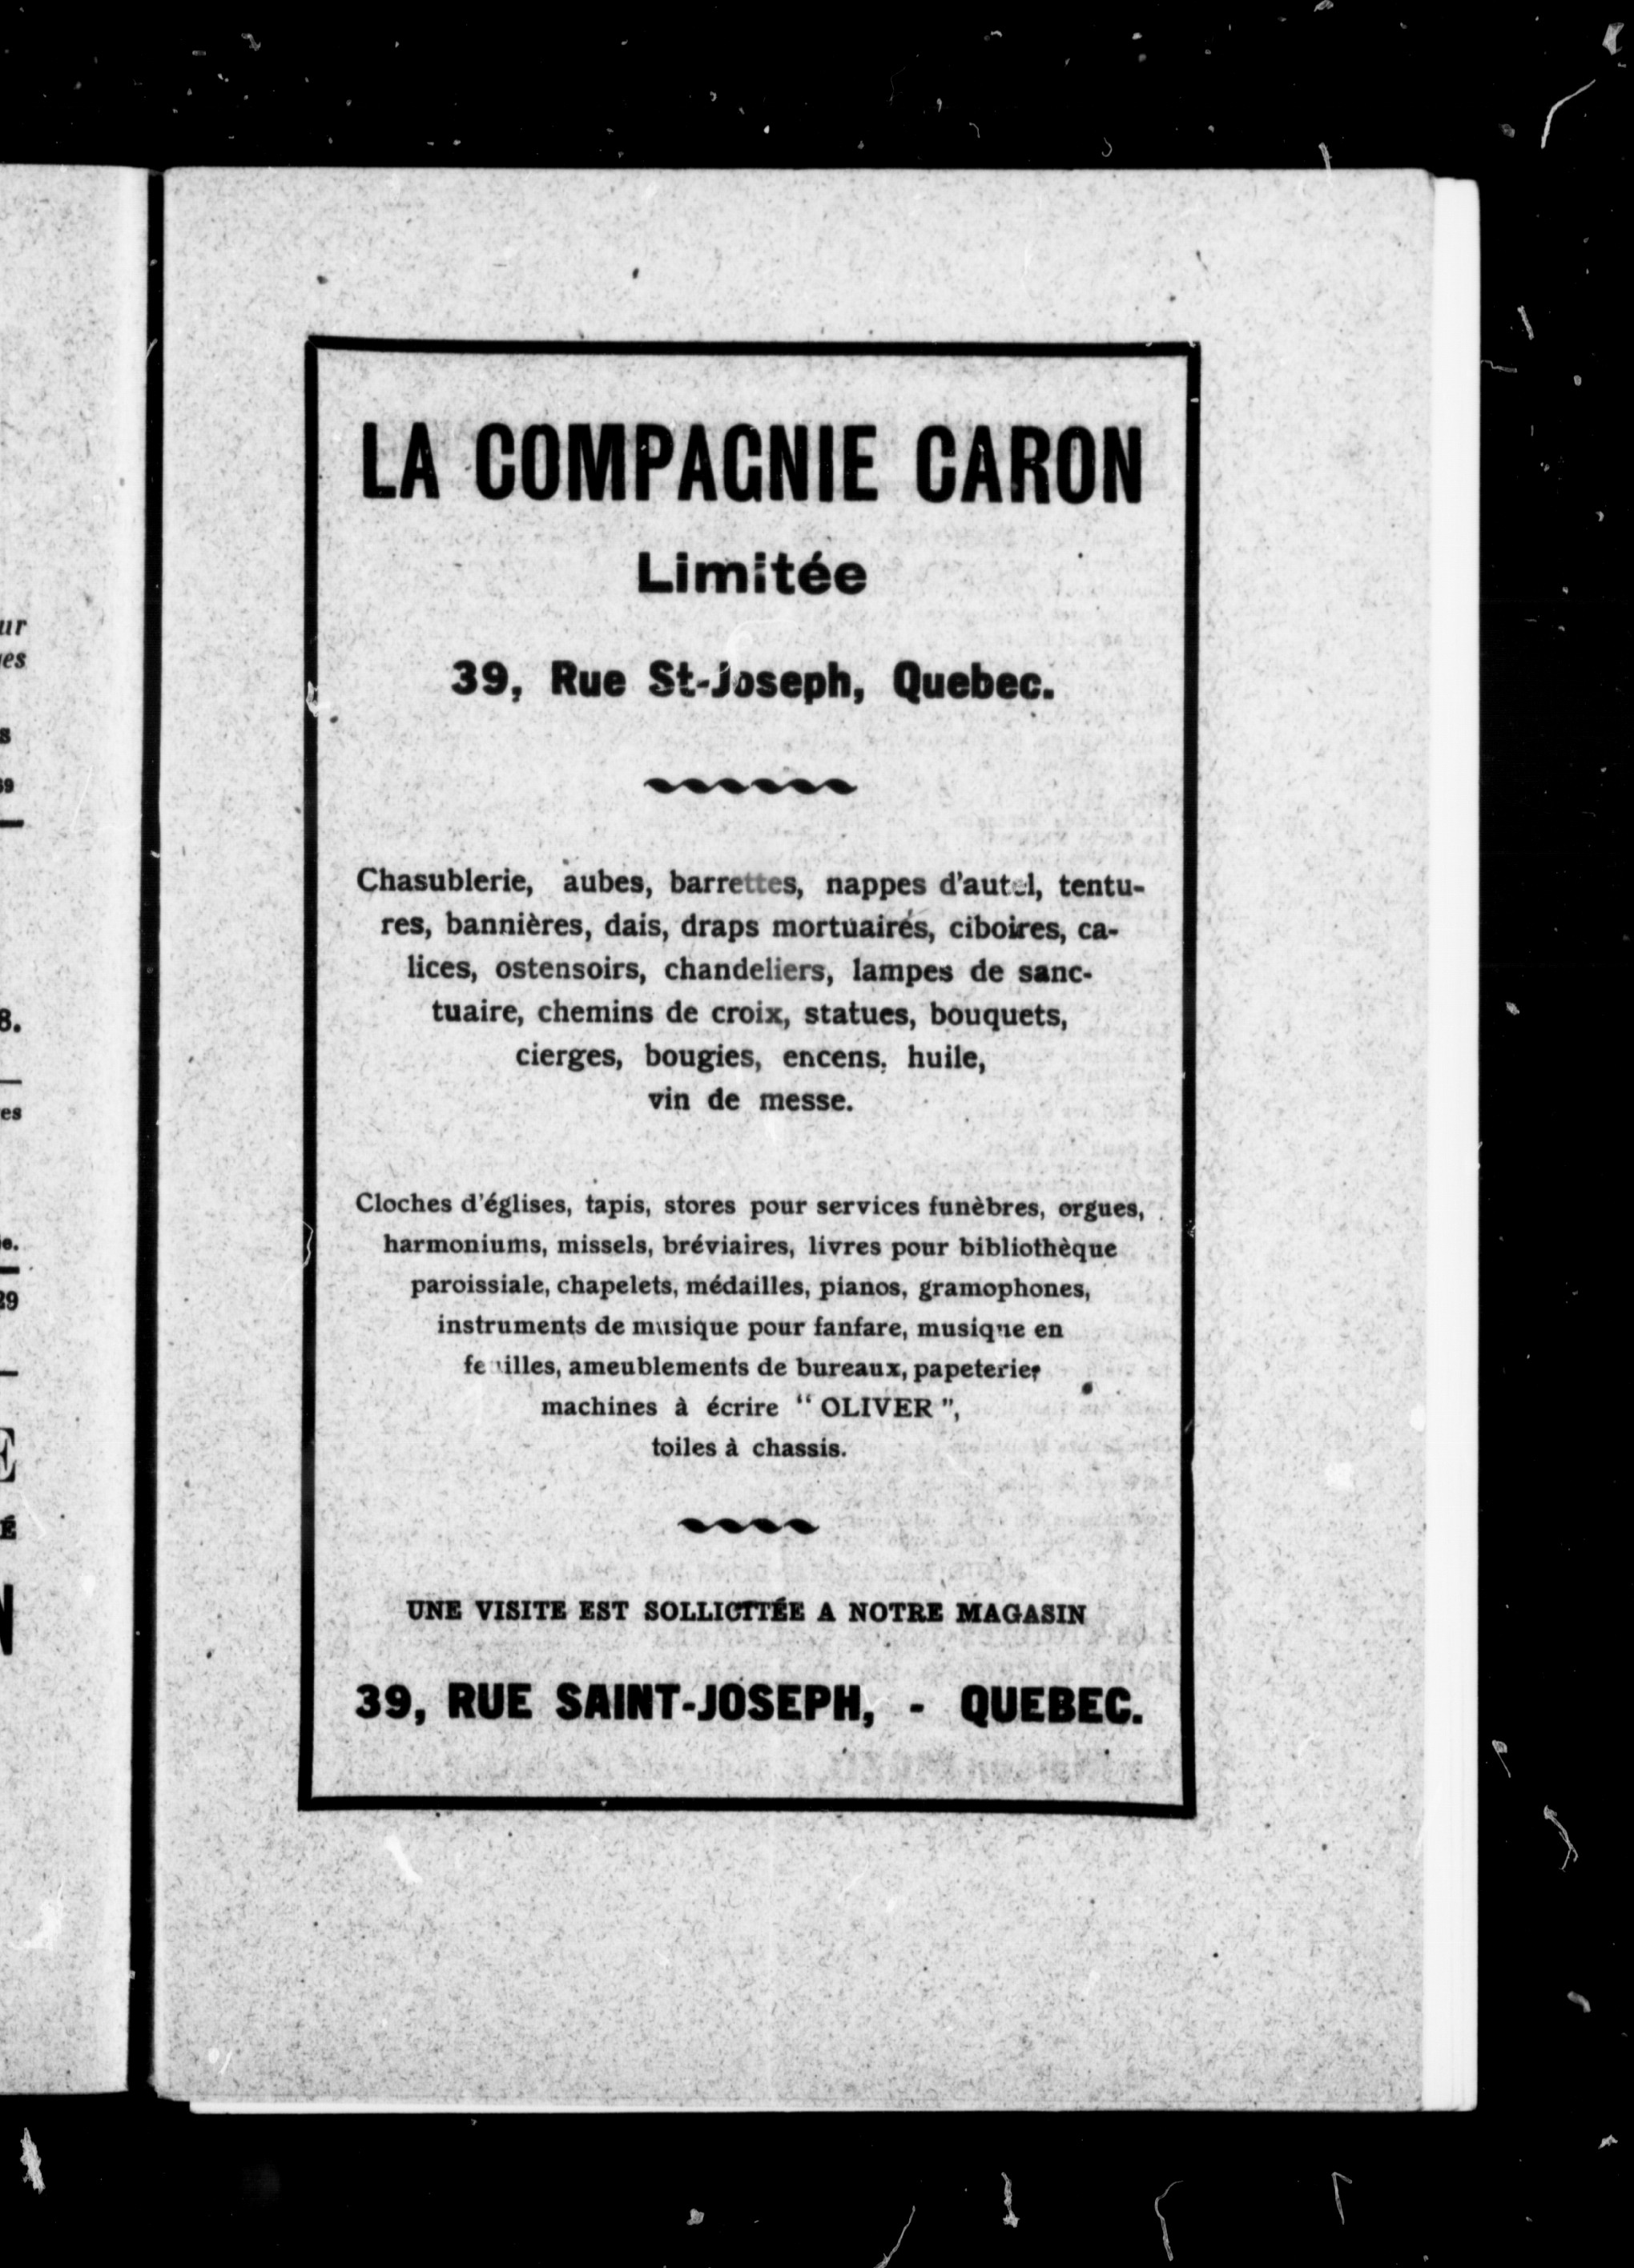 LA COMPAGNIE CARON
Limitée
39, Rue St-Joseph, Quebec.
Chasublerie, aubes, barrettes, nappes d'autel, tentu-
res, bannières, dais, draps mortuaires, ciboires, ca-
lices, ostensoirs, chandeliers, lampes de sanc-
tuaire, chemins de croix, statues, bouquets,
cierges, bougies, encens, huile,
vin de messe.
Cloches d'églises, tapis, stores pour services funèbres, orgues,
harmoniums, missels, bréviaires, livres pour bibliothèque
paroissiale, chapelets, médailles, pianos, gramophones,
instruments de musique pour fanfare, musique en
feuilles, ameublements de bureaux, papeterie,
machines à écrire “ OLIVER ”,
toiles à chassis.
UNE VISITE EST SOLLICITÉE A NOTRE MAGASIN
39, RUE SAINT-JOSEPH, - QUEBEC.